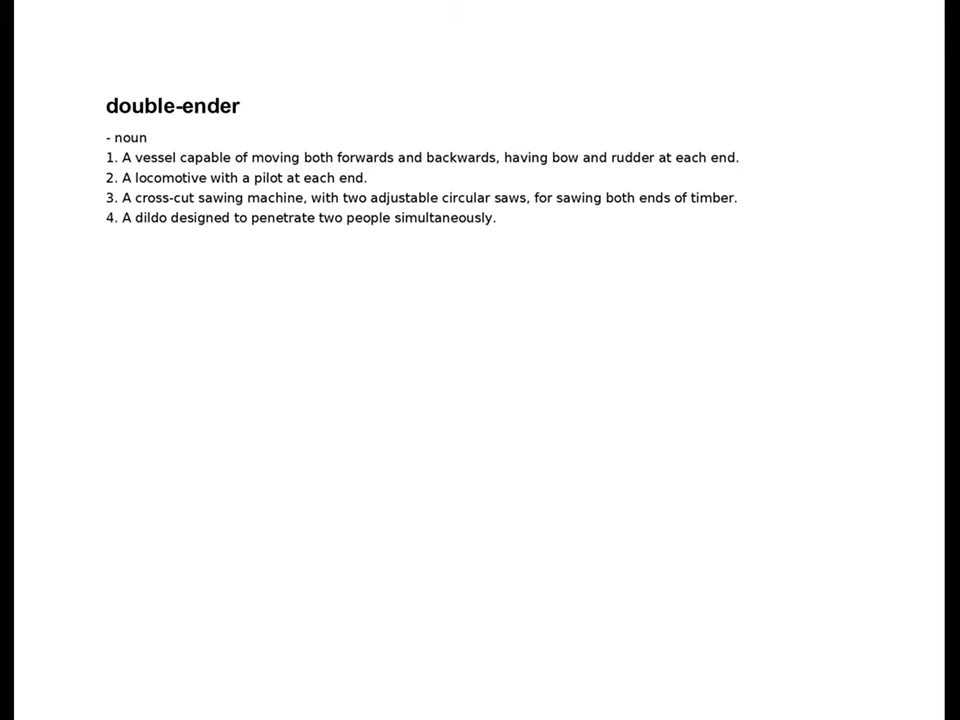 double-ender
- noun
1. A vessel capable of moving both forwards and backwards, having bow and rudder at each end.
2. A locomotive with a pilot at each end.
3. A cross-cut sawing machine, with two adjustable circular saws, for sawing both ends of timber.
4. A dildo designed to penetrate two people simultaneously.